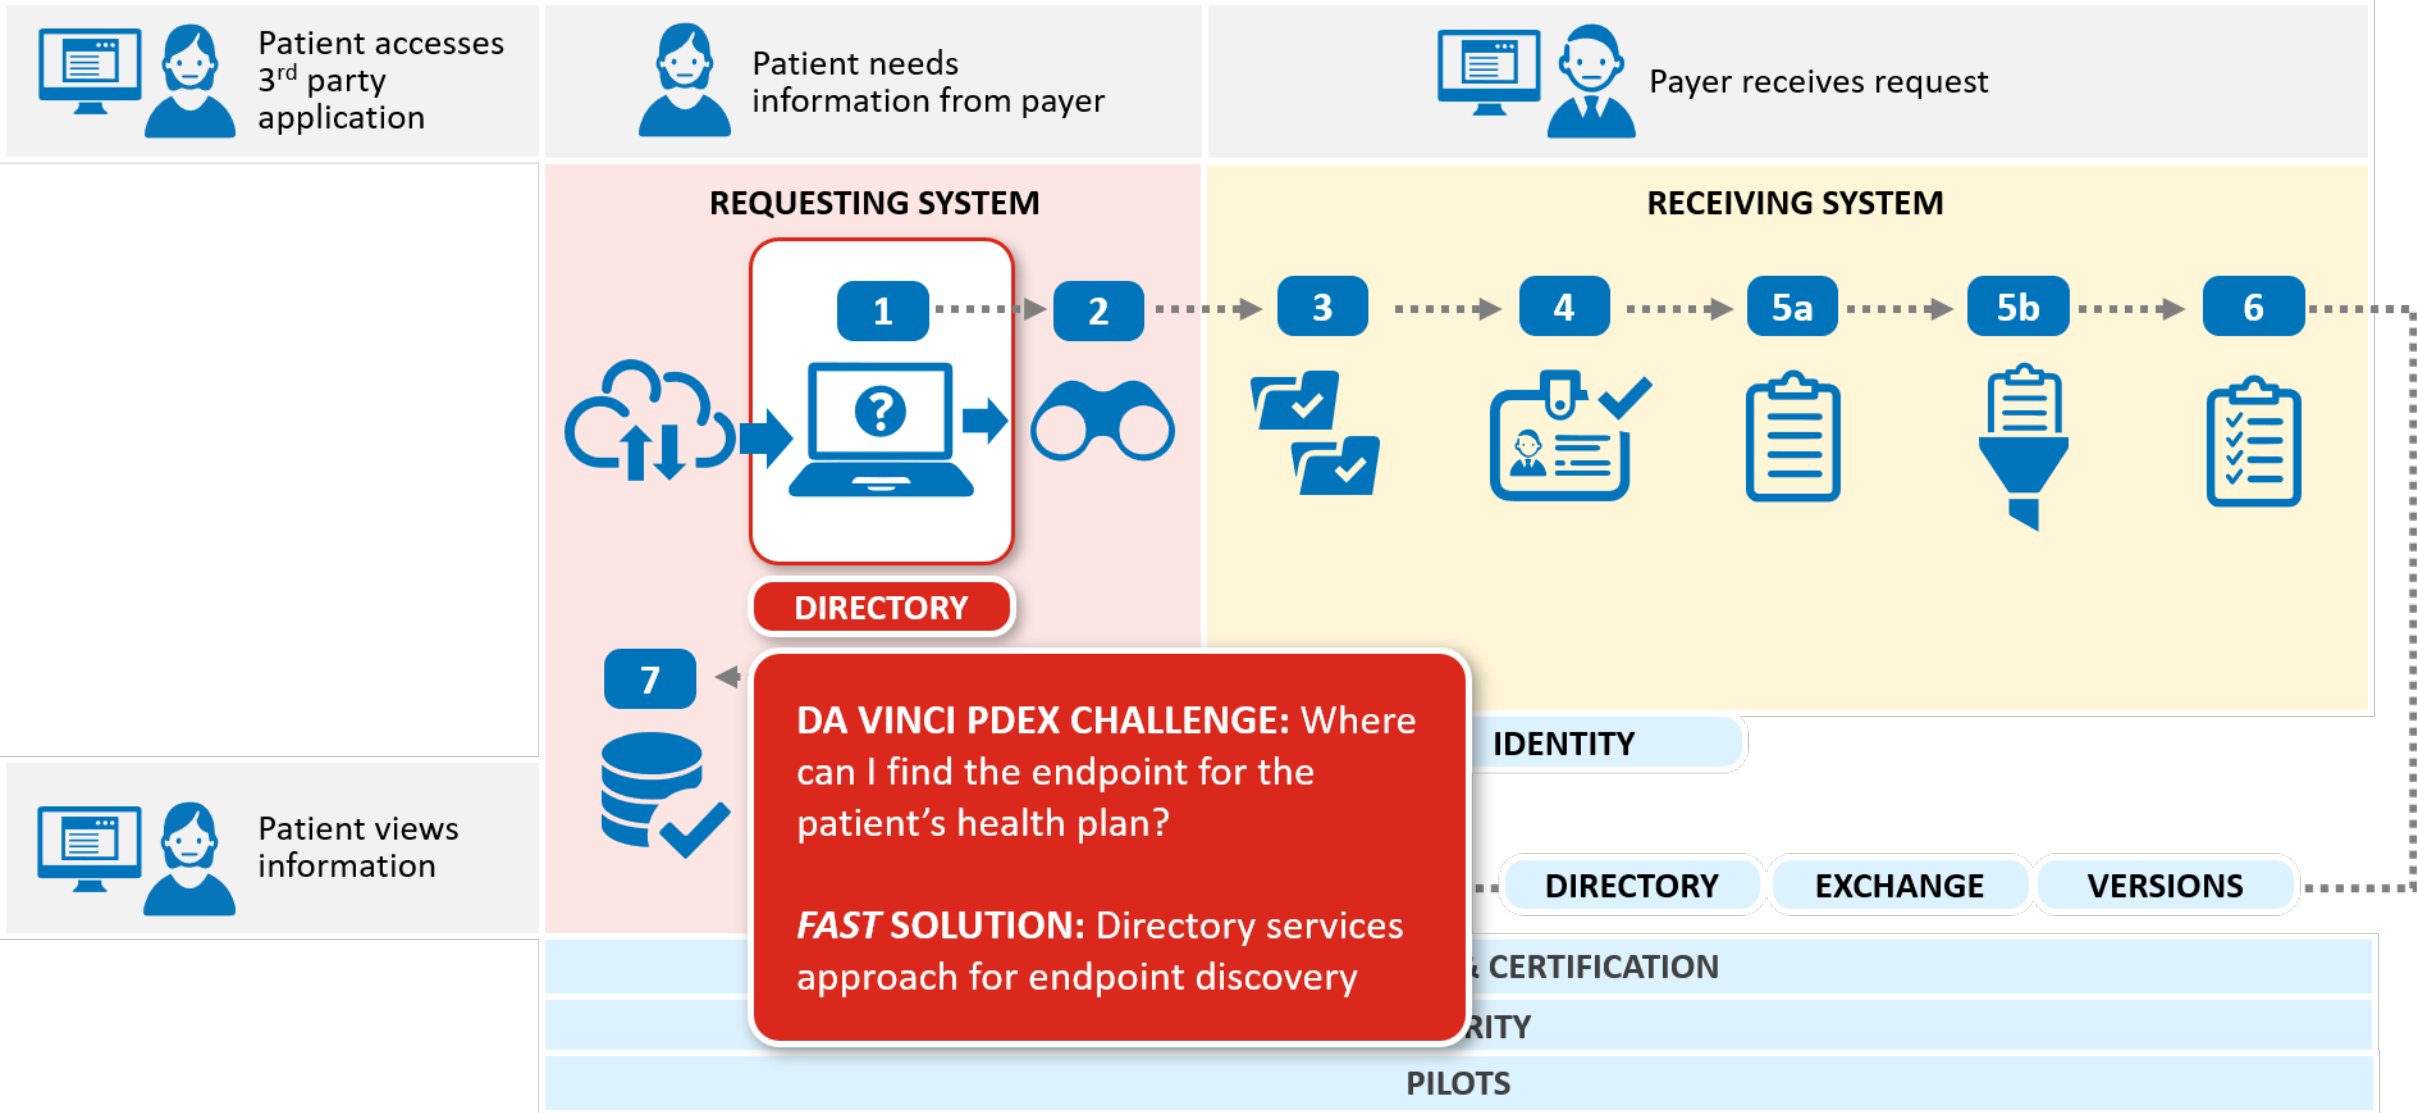 Patient accesses
3rd party
application
Patient needs
information from payer
Payer receives request
REQUESTING SYSTEM
RECEIVING SYSTEM
1
2
3
4
5a
5b
6
?
DIRECTORY
7
DA VINCI PDEX CHALLENGE: Where
can I find the endpoint for the
patient’s health plan?
FAST SOLUTION: Directory services
approach for endpoint discovery
IDENTITY
Patient views
information
DIRECTORY
EXCHANGE
VERSIONS
& CERTIFICATION
RITY
PILOTS